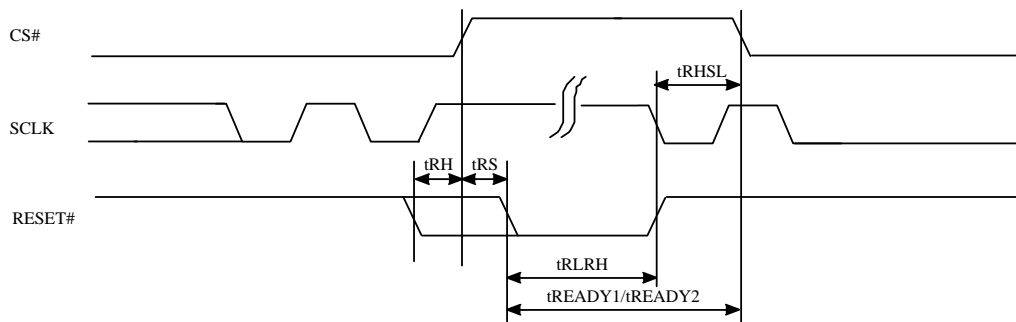 CS#
tRHSL
SCLK
tRH
tRS
RESET#
tRLRH
tREADY1/tREADY2